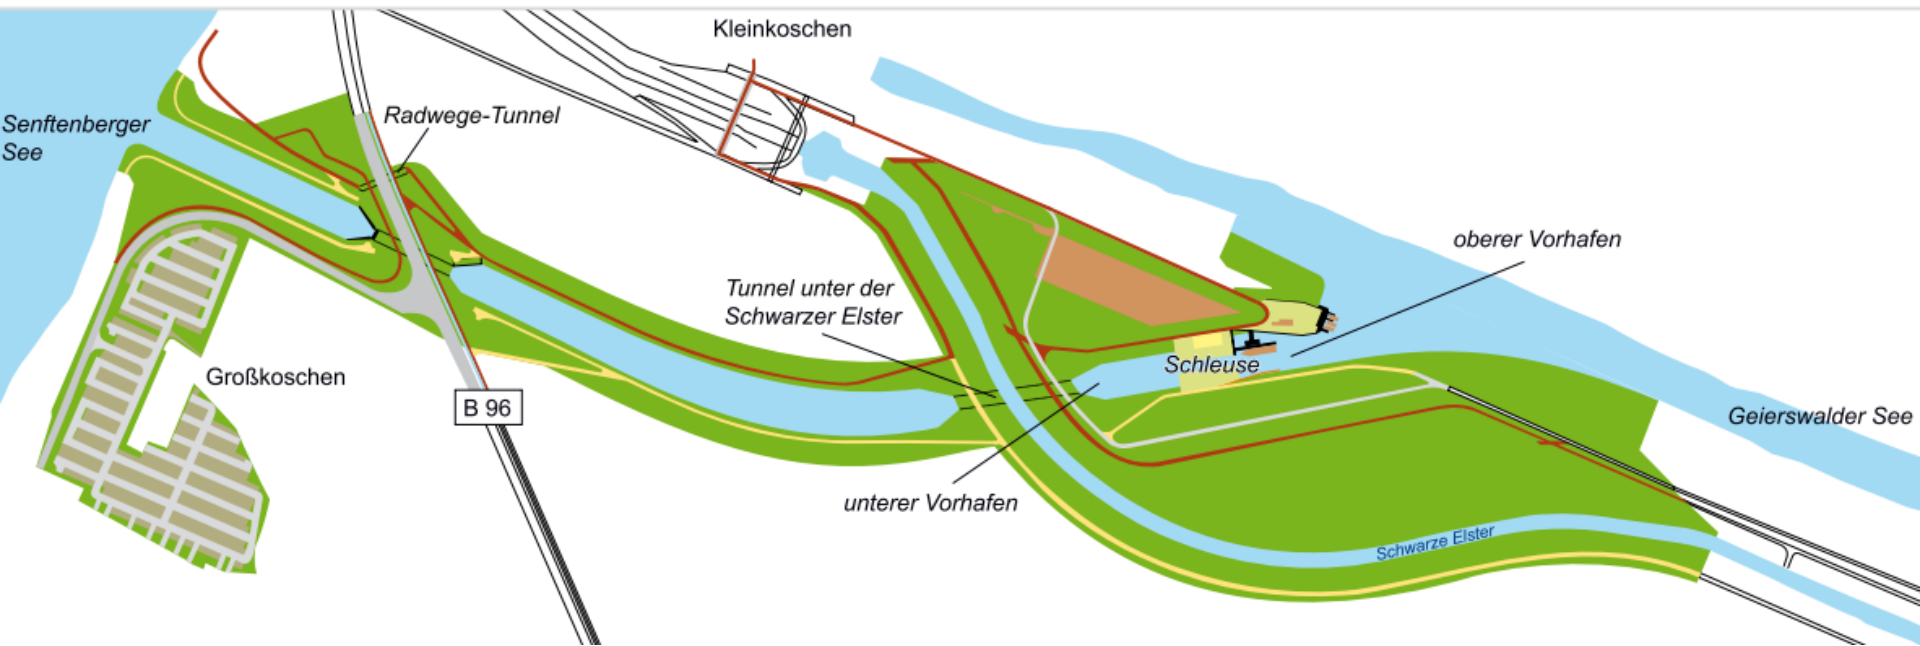 Kleinkoschen
Senftenberger
See
Radwege-Tunnel
oberer Vorhafen
Tunnel unter der
Schwarzer Elster
Schleuse
Großkoschen
B 96
Geierswalder See
unterer Vorhafen
Schwarze Elster